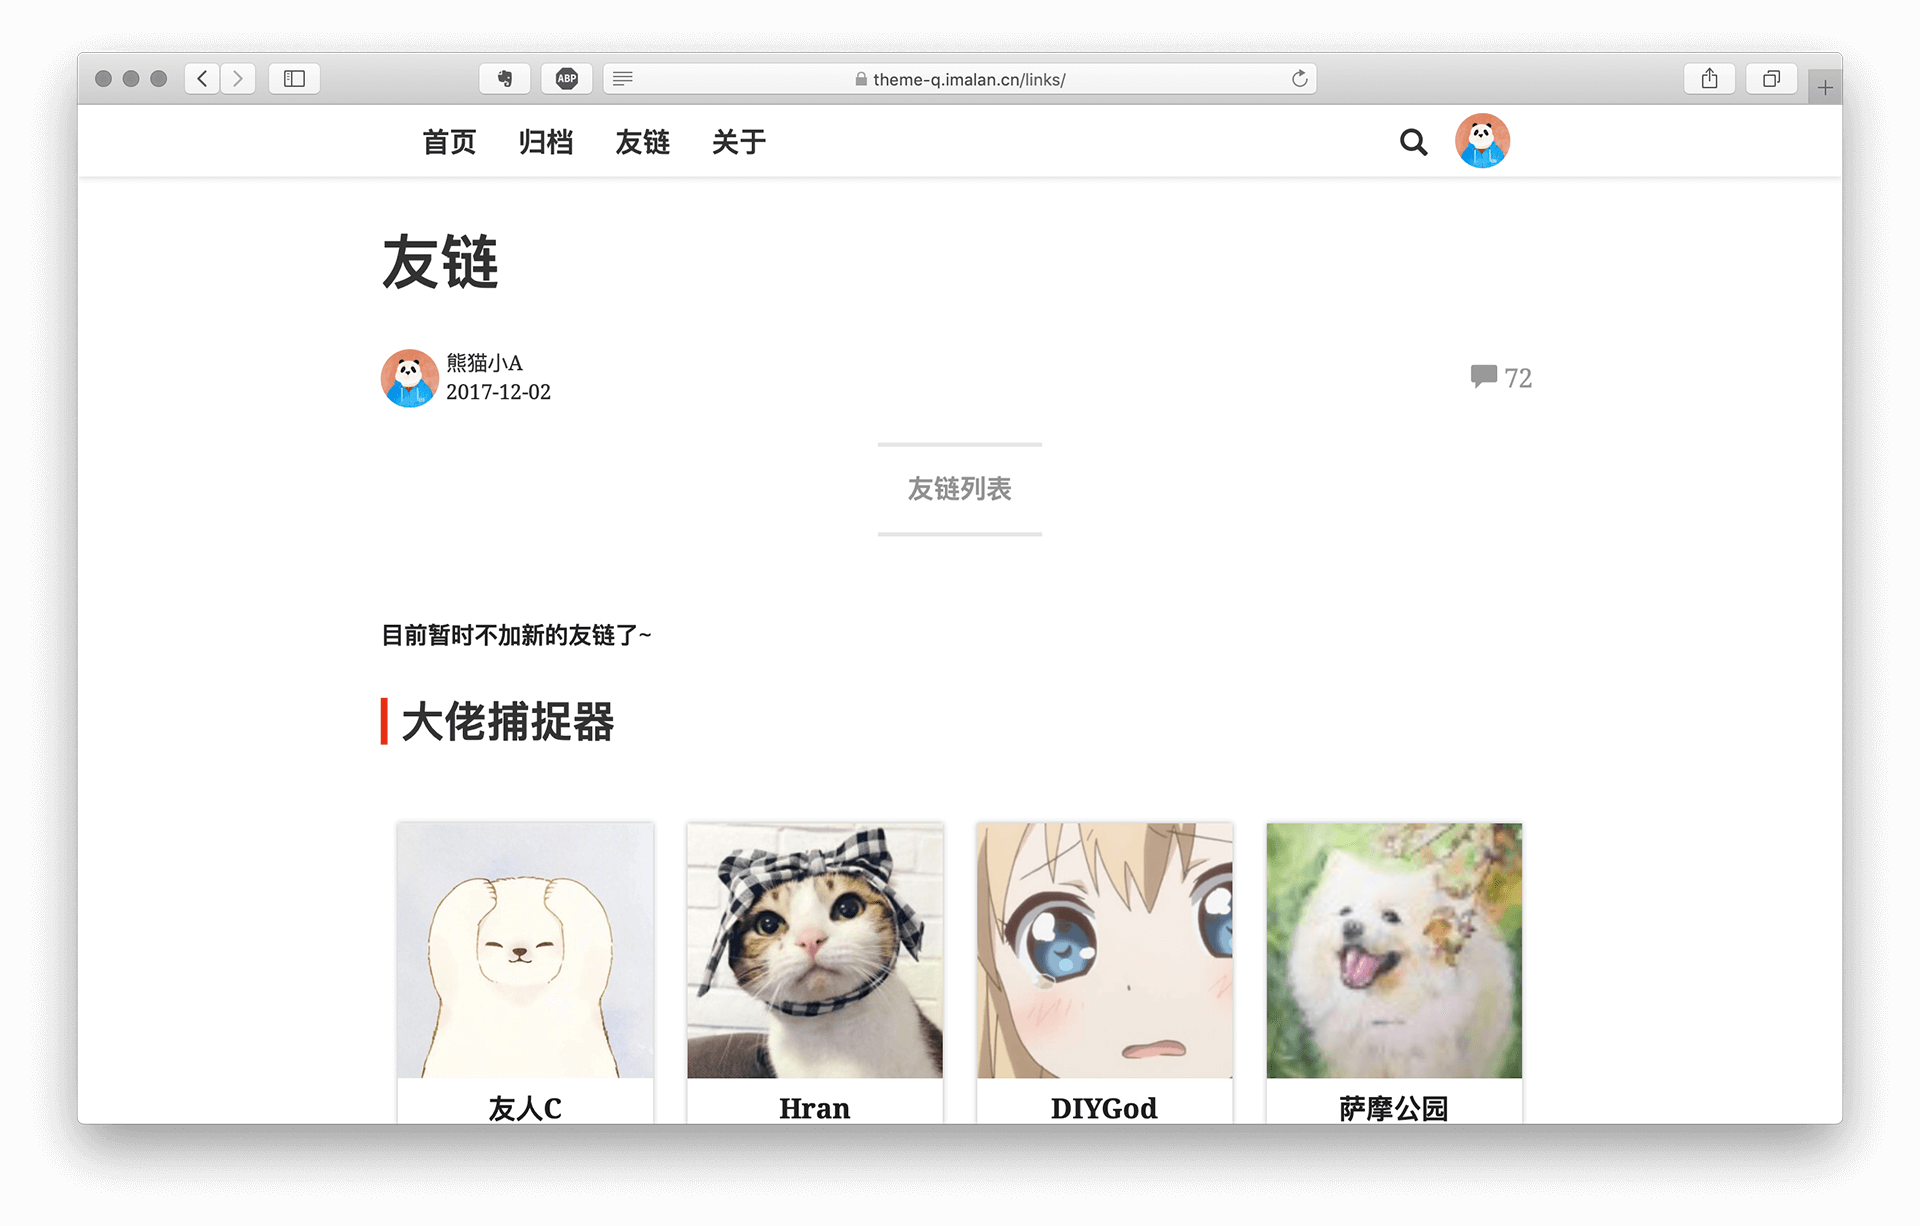 ABP
theme-q.imalan.cn/links/
首页 归档 友链 关于
友链
熊猫小A
2017-12-02
72
友链列表
目前暂时不加新的友链了~
大佬捕捉器
友人C
Hran
DIYGod
萨摩公园